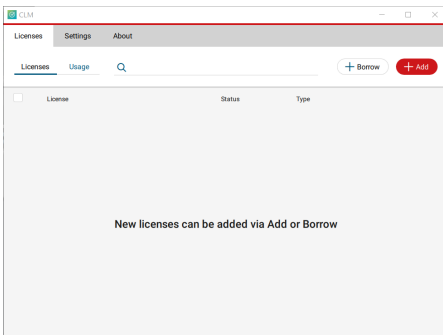 CLM
Licenses Settings About
Licenses Usage Borrow Add
License Status Type
New licenses can be added via Add or Borrow